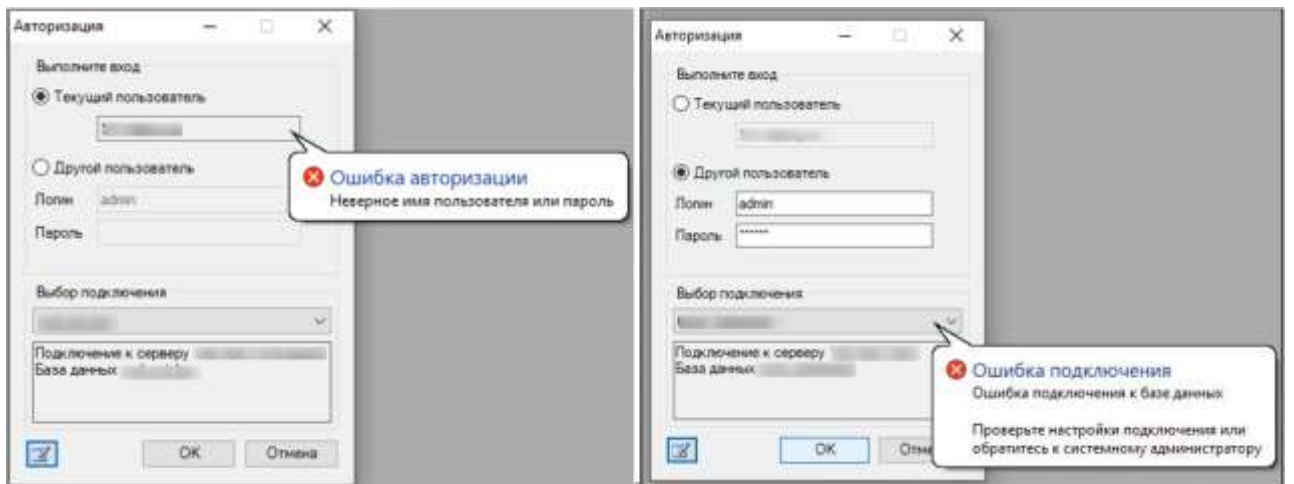 Авторизация
Выполните вход
Текущий пользователь
Другой пользователь
Логин admin
Пароль
Ошибка авторизации
Неверное имя пользователя или пароль
Выбор подключения
Подключение к серверу
База данных
OK Отмена
Авторизация
Выполните вход
Текущий пользователь
Другой пользователь
Логин admin
Пароль ******
Выбор подключения
Подключение к серверу
База данных
Ошибка подключения
Ошибка подключения к базе данных
Проверьте настройки подключения или
обратитесь к системному администратору
OK